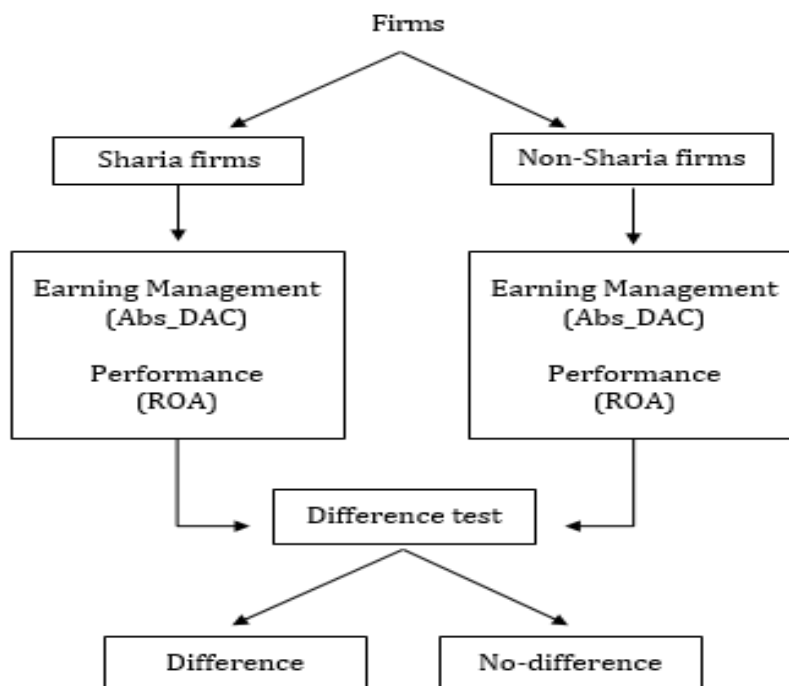 Firms
Sharia firms
Non-Sharia firms
Earning Management
(Abs_DAC)
Performance
(ROA)
Earning Management
(Abs_DAC)
Performance
(ROA)
Difference test
Difference
No-difference